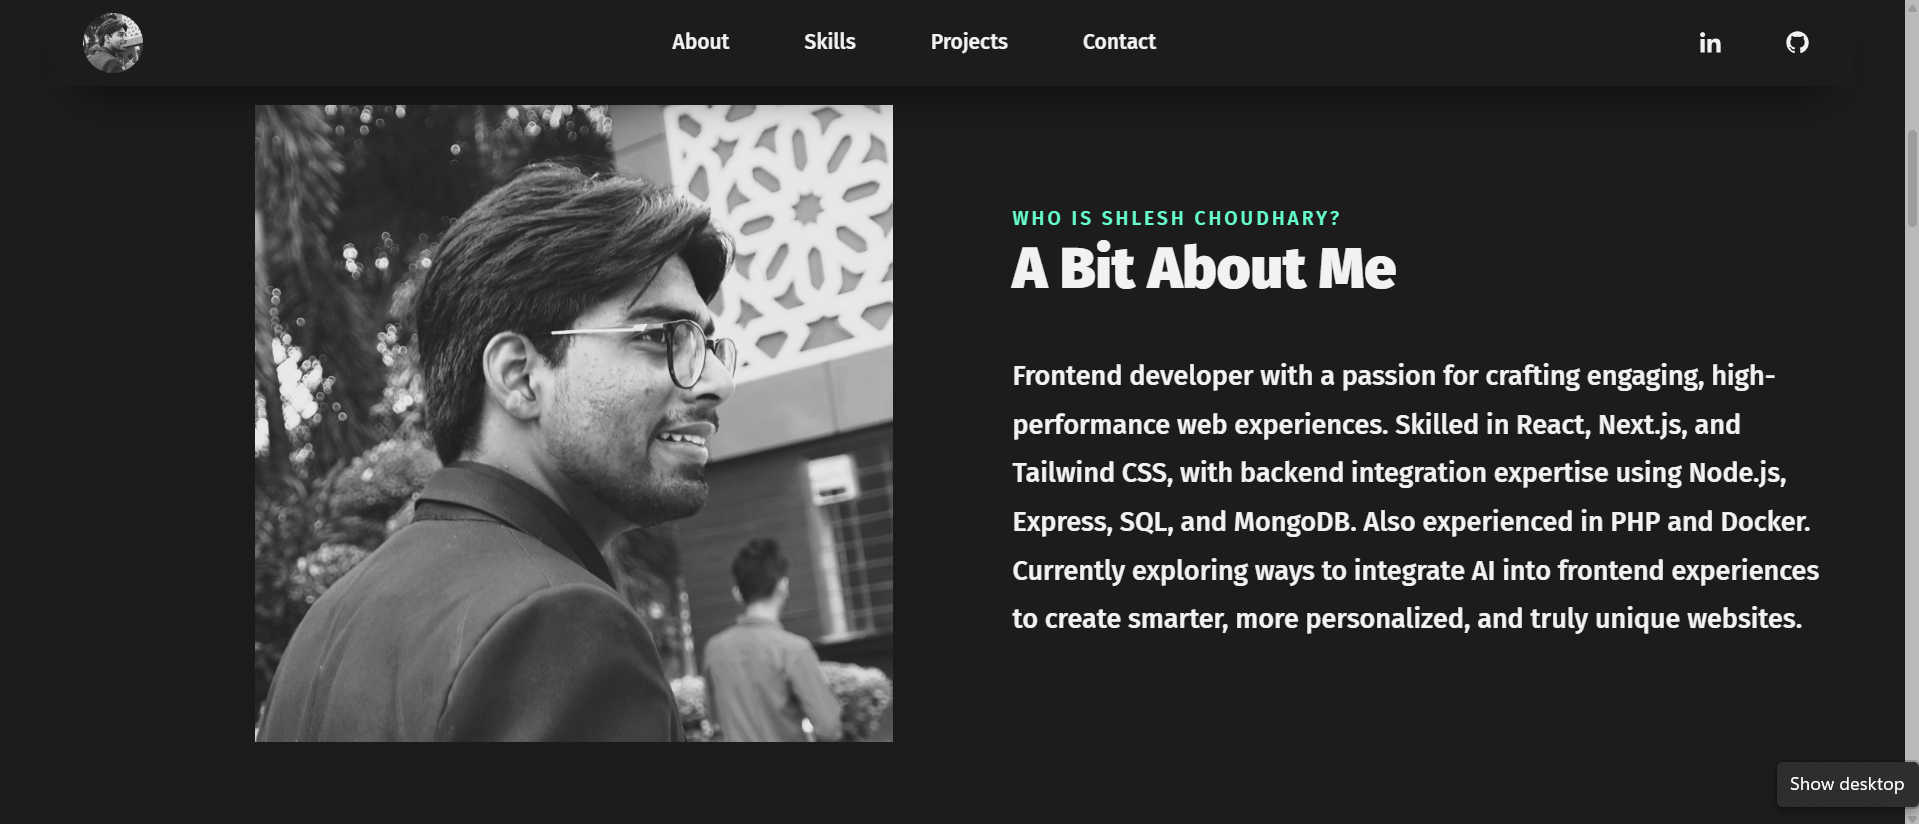 About Skills Projects Contact in
WHO IS SHLESH CHOUDHARY?
A Bit About Me
Frontend developer with a passion for crafting engaging, high-
performance web experiences. Skilled in React, Next.js, and
Tailwind CSS, with backend integration expertise using Node.js,
Express, SQL, and MongoDB. Also experienced in PHP and Docker.
Currently exploring ways to integrate AI into frontend experiences
to create smarter, more personalized, and truly unique websites.
Show desktop